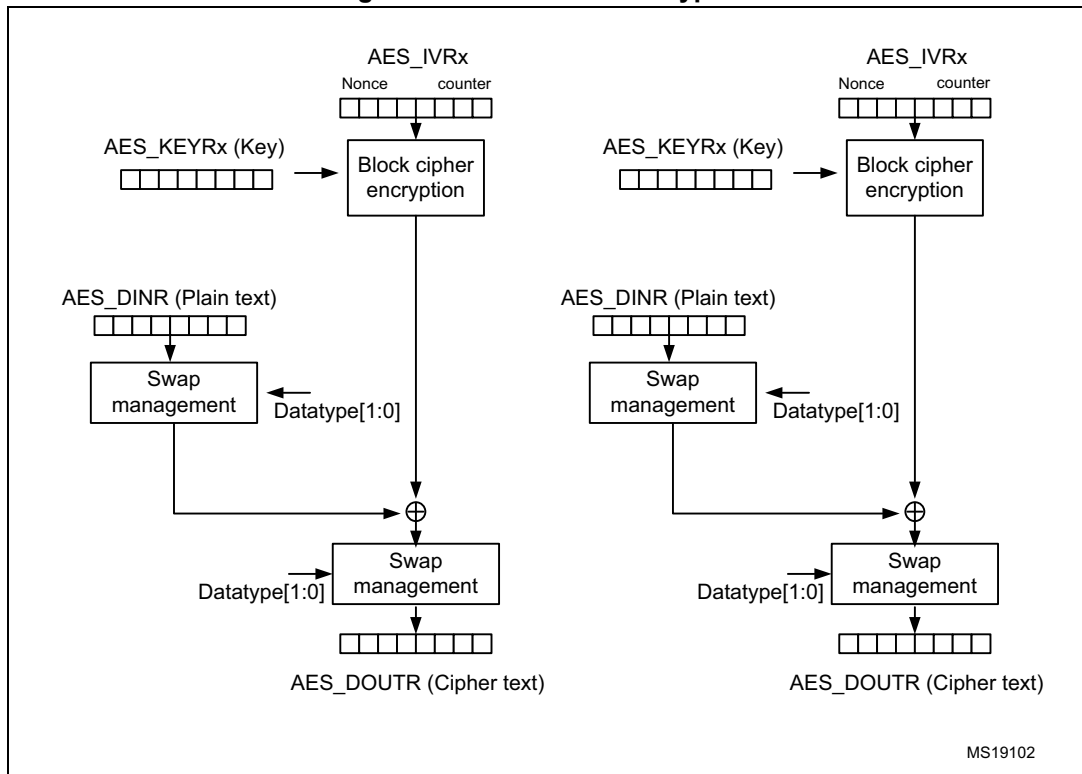 AES_IVRx
Nonce counter
AES_KEYRx (Key)
Block cipher
encryption
AES_DINR (Plain text)
Swap
management
Datatype[1:0]
Swap
management
Datatype[1:0]
AES_DOUTR (Cipher text)
AES_IVRx
Nonce counter
AES_KEYRx (Key)
Block cipher
encryption
AES_DINR (Plain text)
Swap
management
Datatype[1:0]
Swap
management
Datatype[1:0]
AES_DOUTR (Cipher text)
MS19102